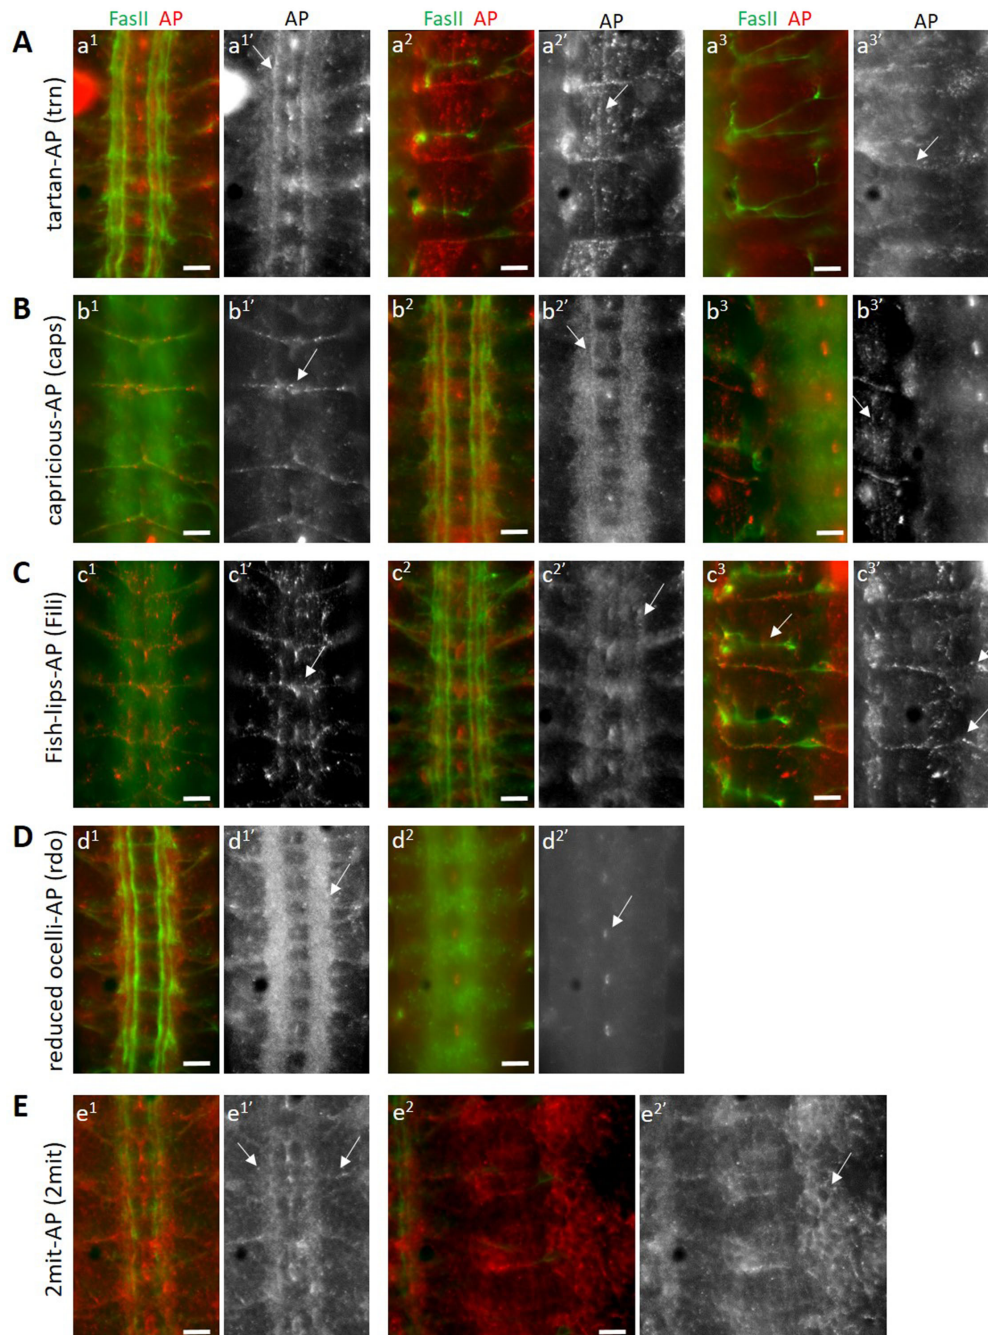 FasII AP AP FasII AP AP FasII AP AP
A tartan-AP (trn) a1 a1' a2 a2' a3 a3'
B capricious-AP (caps) b1 b1' b2 b2' b3 b3'
C Fish-lips-AP (Fili) c1 c1' c2 c2' c3 c3'
D reduced ocelli-AP (rdo) d1 d1' d2 d2'
E 2mit-AP (2mit) e1 e1' e2 e2'